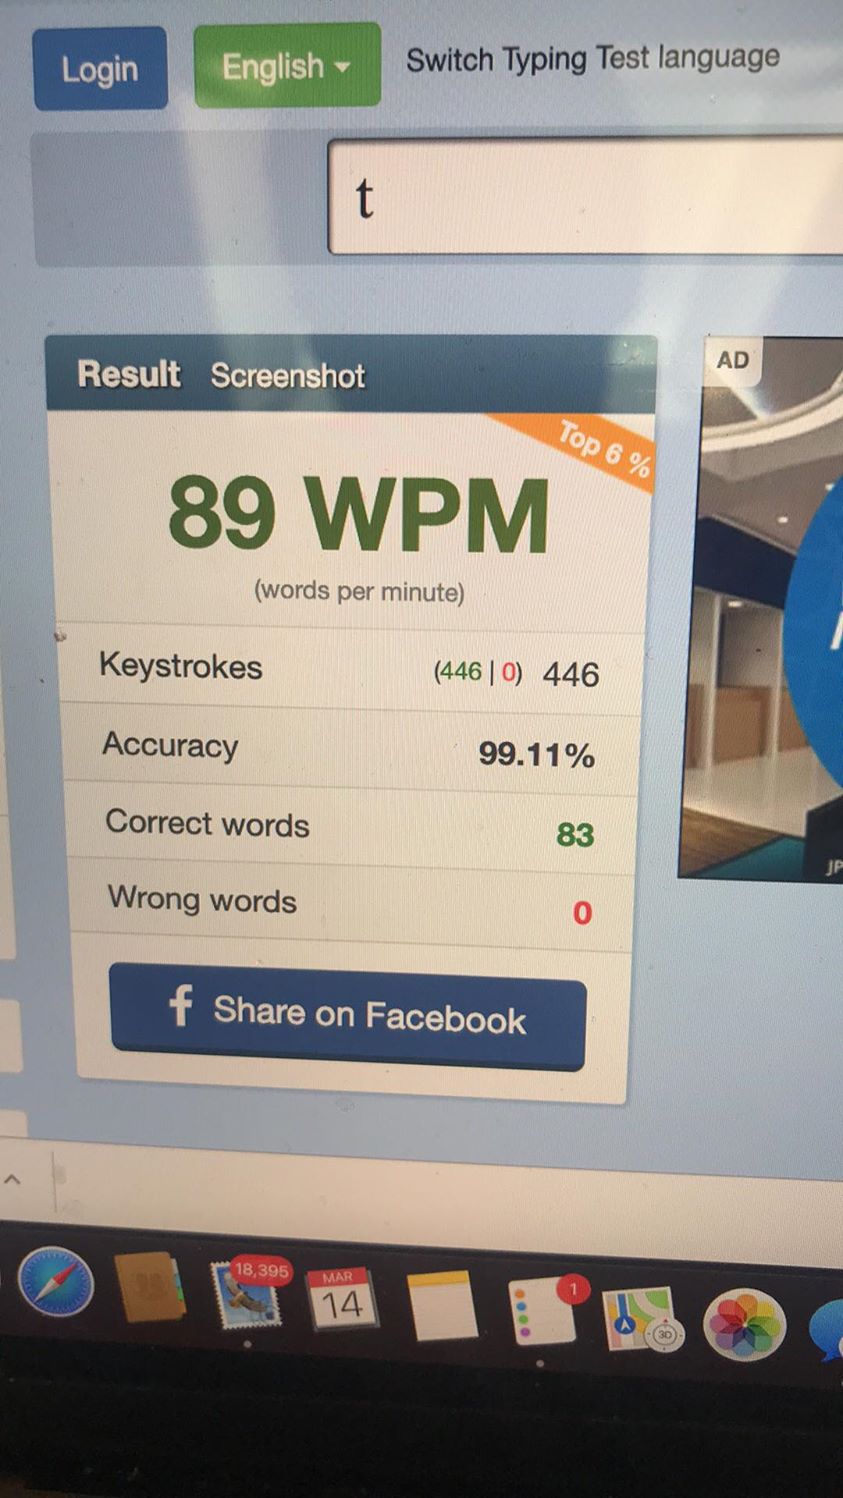 Login English Switch Typing Test language
t
Result Screenshot
Top 6 %
89 WPM
(words per minute)
Keystrokes (446 | 0) 446
Accuracy 99.11%
Correct words 83
Wrong words 0
f Share on Facebook
AD
JP
18,395
MAR
14
1
3D